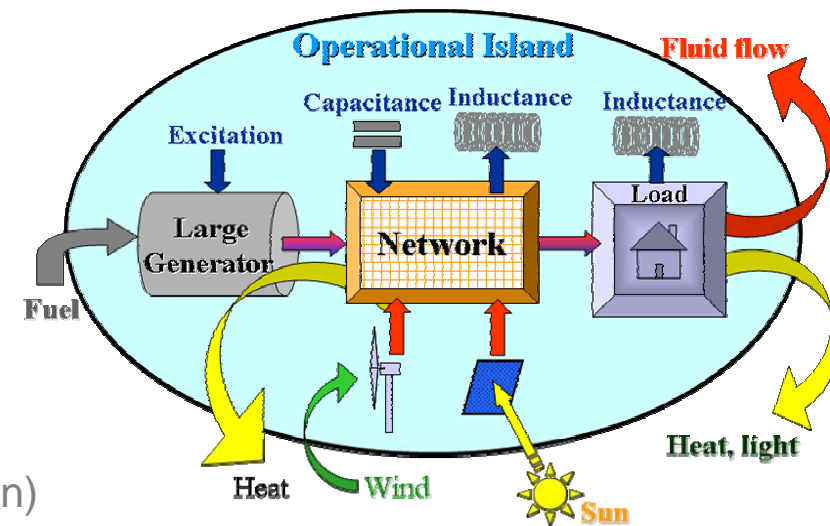 Operational Island
Fluid flow
Capacitance
Inductance
Inductance
Excitation
Load
Large
Generator
Network
Fuel
Heat, light
n)
Heat
Wind
Sun